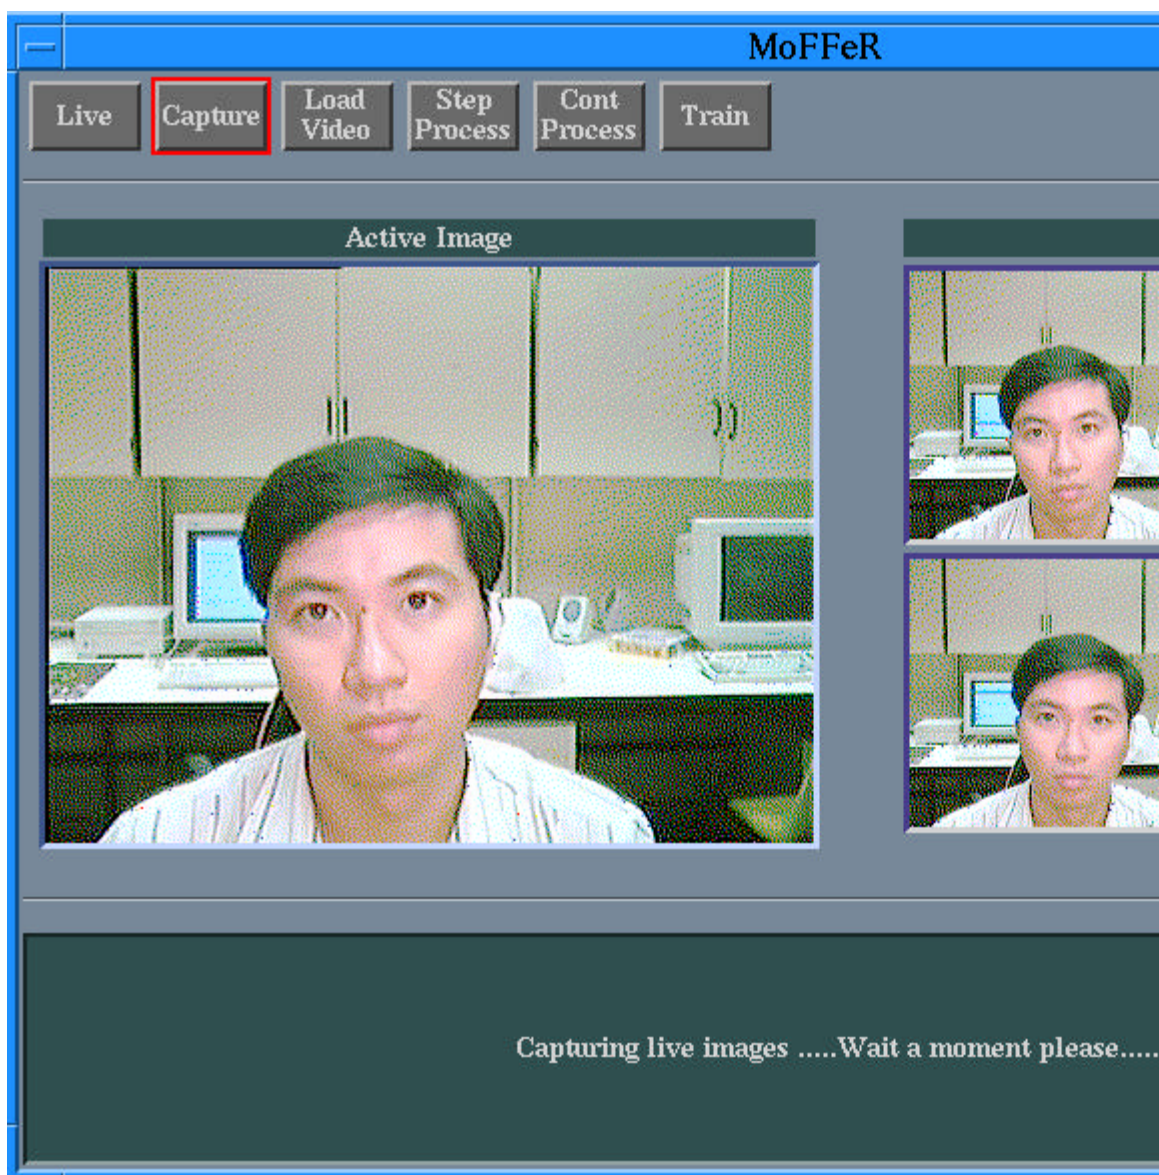 MoFFeR
Live
Capture
Load
Video
Step
Process
Cont
Process
Train
Active Image
Capturing live images .....Wait a moment please.....